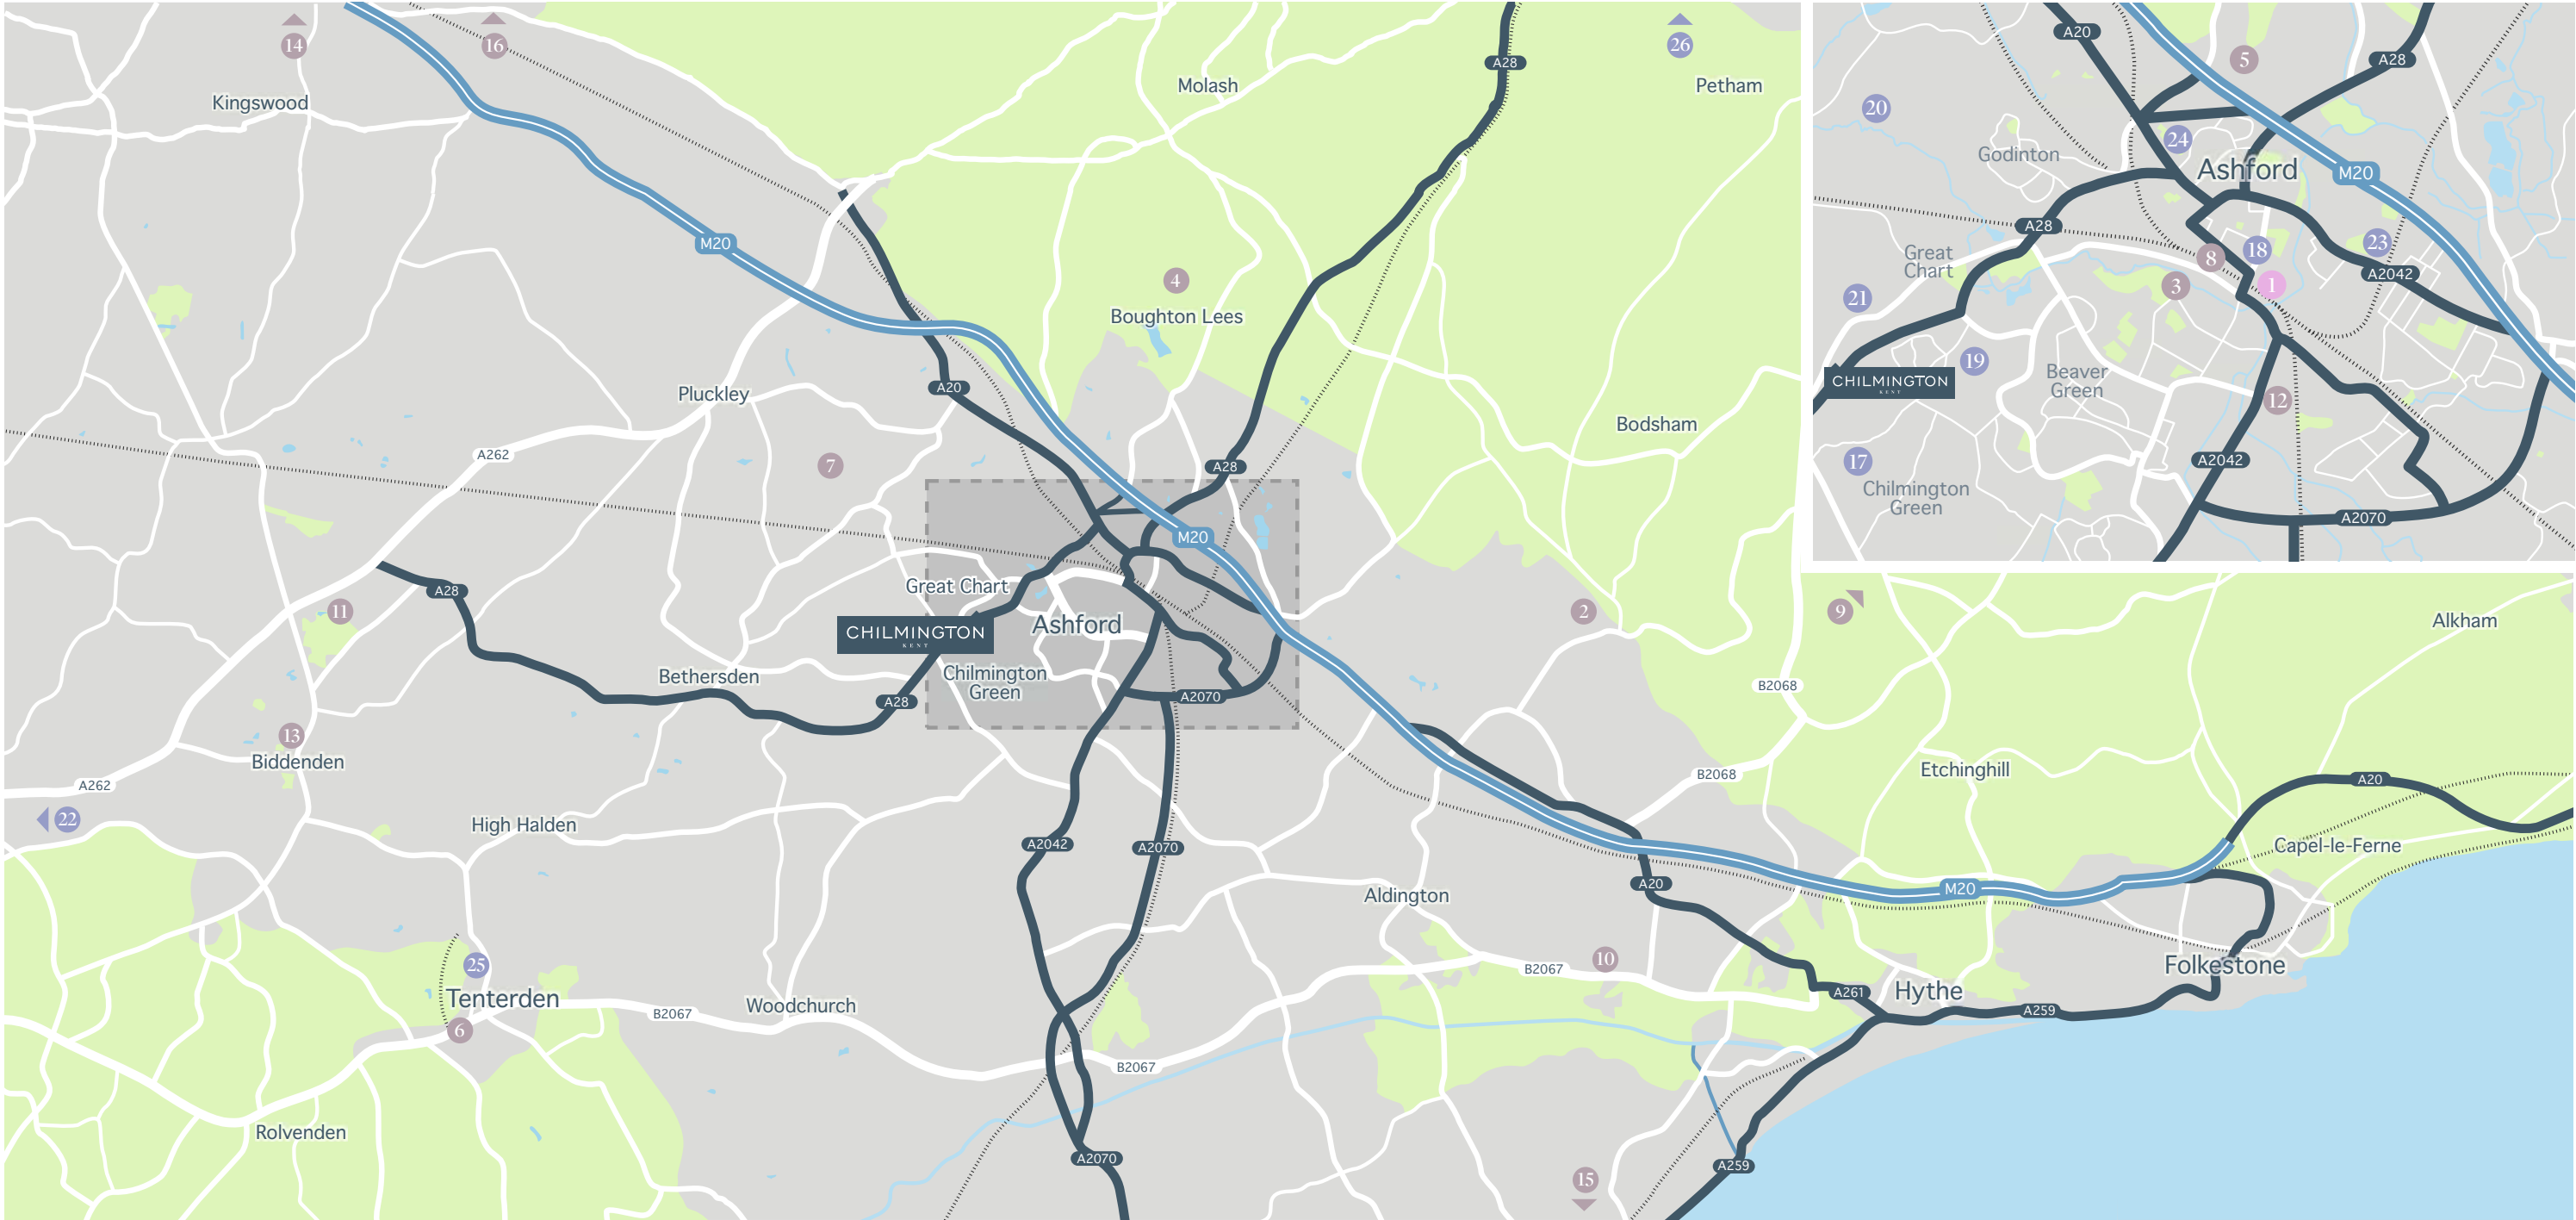 14
16
Kingswood
Molash
A28
26
Petham
M20
4
Boughton Lees
A20
Pluckley
A262
7
A28
Bodsham
M20
11
A28
Great Chart
CHILMINGTON
KENT
Ashford
2
Bethersden
Chilmington
Green
A28
A2070
B2068
13
Biddenden
A262
B2068
22
High Halden
A2042
A2070
Aldington
A20
25
Tenterden
6
B2067
Woodchurch
B2067
B2067
10
A261
Hythe
A259
Rolvenden
A2070
15
A259
A20
5
A28
20
24
Godinton
Ashford
M20
A28
Great
Chart
18
8
23
A2042
21
3
1
19
CHILMINGTON
KENT
Beaver
Green
12
17
A2042
Chilmington
Green
A2070
9
Alkham
Etchinghill
A20
Capel-le-Ferne
M20
Folkestone